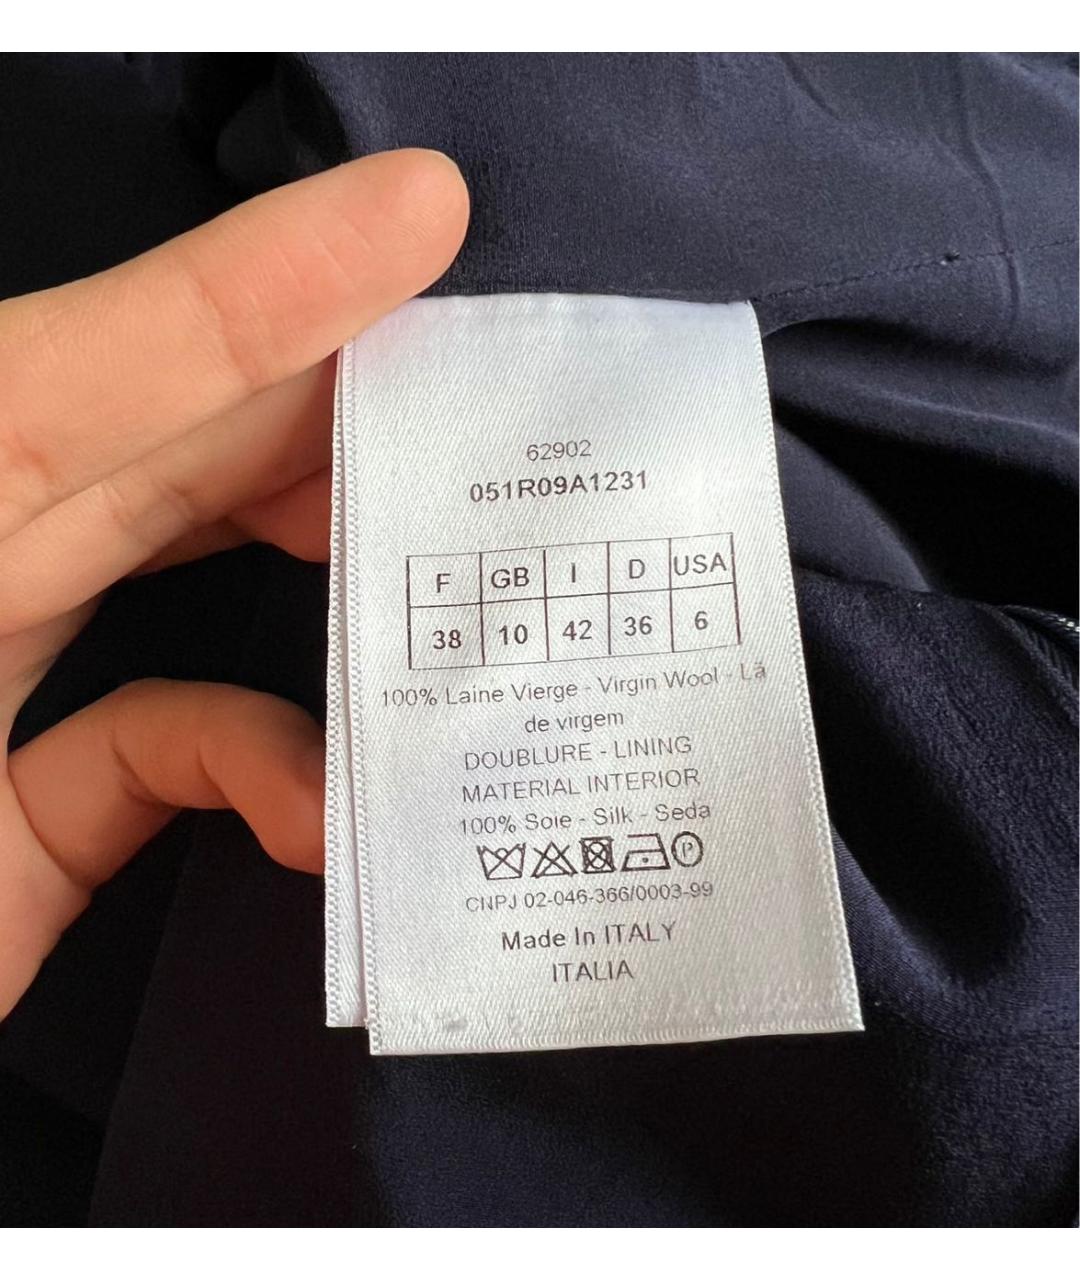 62902
051R09A1231
F GB I D USA
38 10 42 36 6
100% Laine Vierge - Virgin Wool - Lã
de virgem
DOUBLURE - LINING
MATERIAL INTERIOR
100% Soie - Silk - Seda
P
CNPJ 02-046-366/0003-99
Made In ITALY
ITALIA